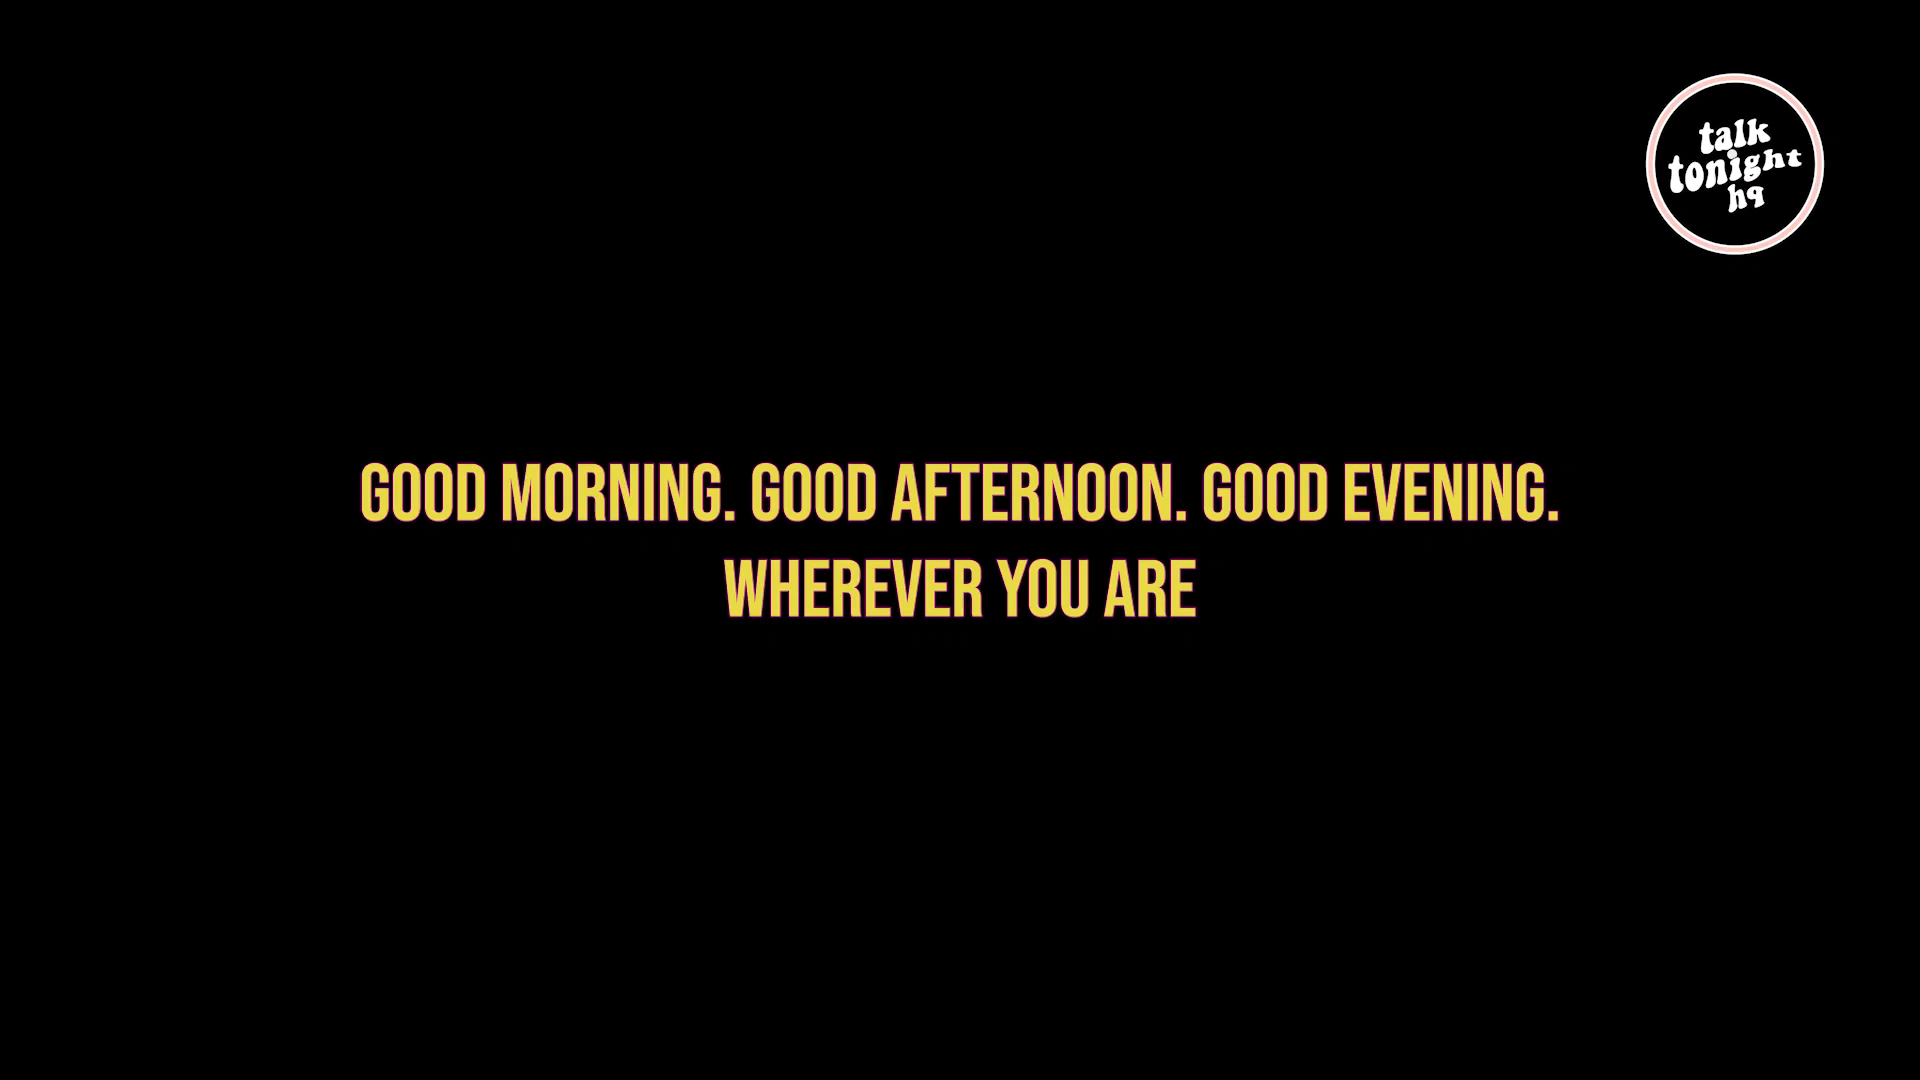 talk
tonight
hq
GOOD MORNING. GOOD AFTERNOON. GOOD EVENING.
WHEREVER YOU ARE